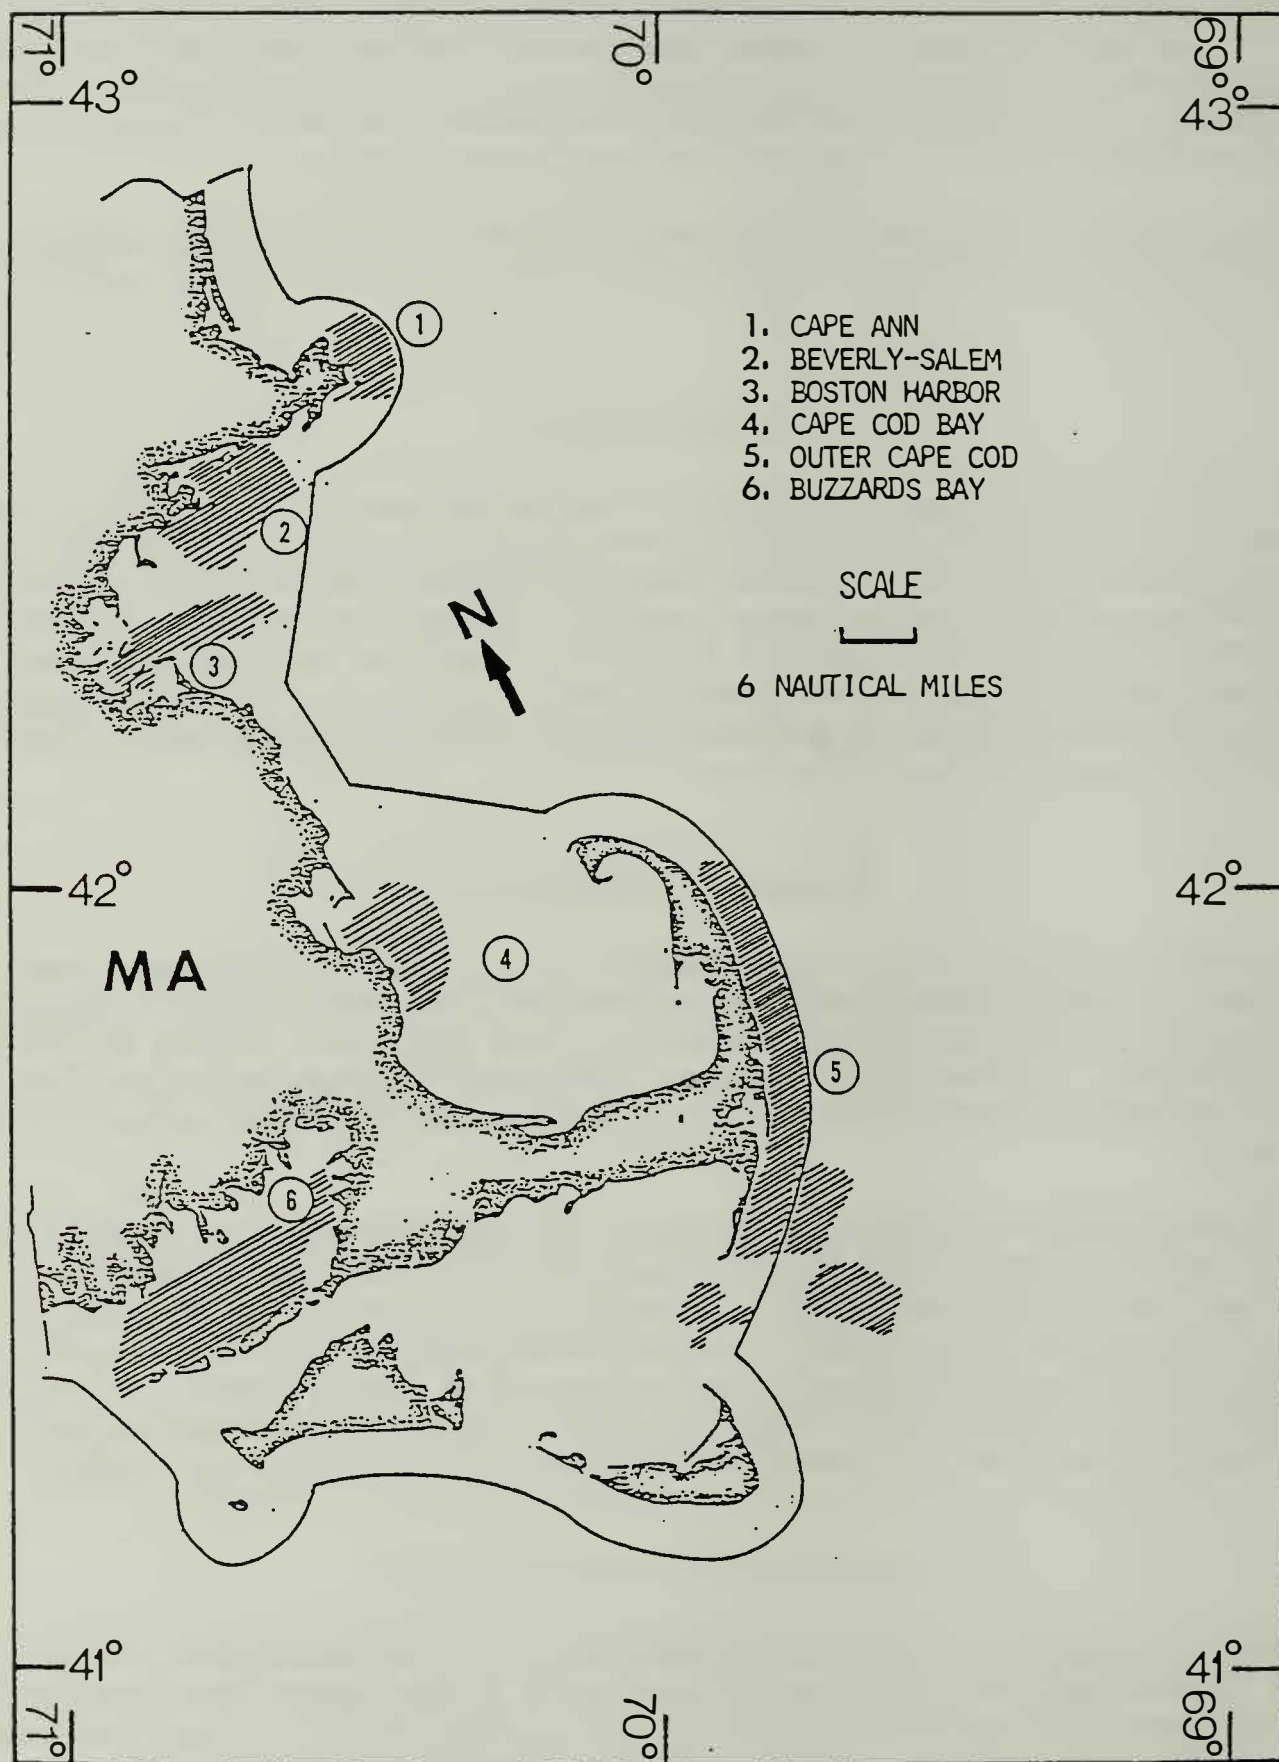 71°
70°
69°
43°
43°
1
1. CAPE ANN
2. BEVERLY-SALEM
3. BOSTON HARBOR
4. CAPE COD BAY
5. OUTER CAPE COD
6. BUZZARDS BAY
2
SCALE
N
3
6 NAUTICAL MILES
42°
42°
MA
4
5
6
41°
41°
71°
70°
69°